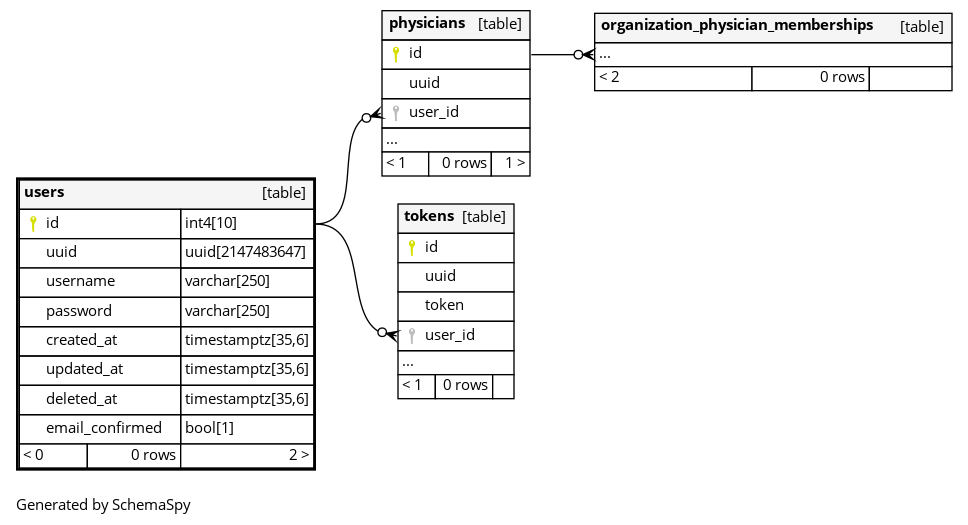 physicians [table]
id
uuid
user_id
...
< 1 0 rows 1 >
organization_physician_memberships [table]
...
< 2 0 rows
users [table]
id int4[10]
uuid uuid[2147483647]
username varchar[250]
password varchar[250]
created_at timestamptz[35,6]
updated_at timestamptz[35,6]
deleted_at timestamptz[35,6]
email_confirmed bool[1]
< 0 0 rows 2 >
tokens [table]
id
uuid
token
user_id
...
< 1 0 rows
Generated by SchemaSpy